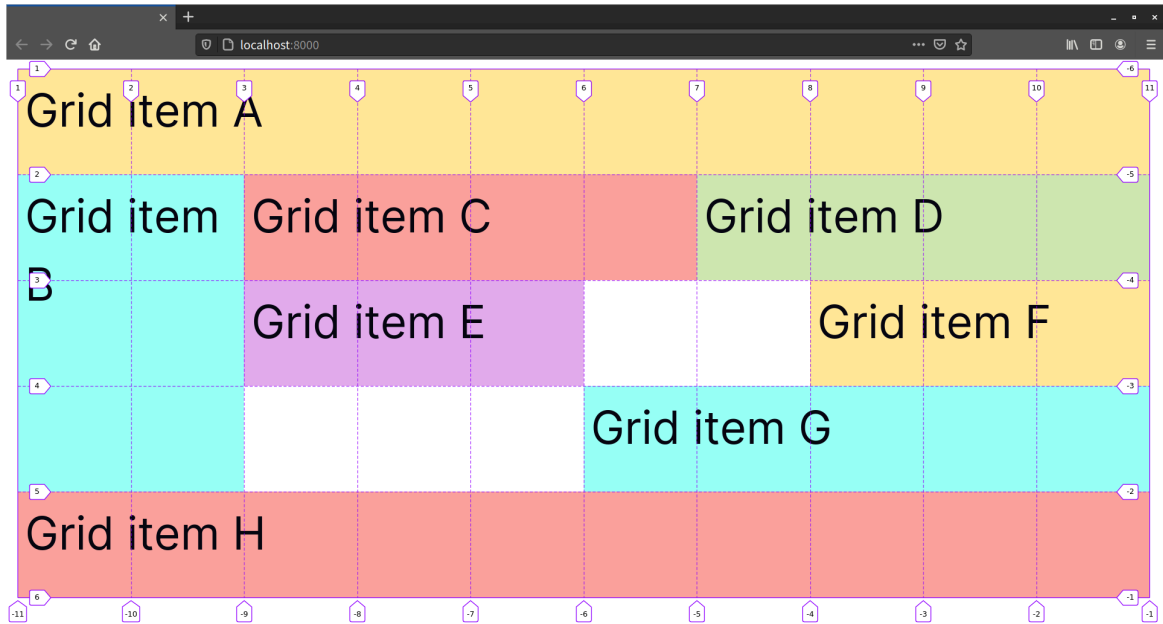 localhost:8000
1 -6
1 2 3 4 5 6 7 8 9 10 11
Grid item A
2 -5
Grid item Grid item C Grid item D
B
3 -4
Grid item E Grid item F
4 -3
Grid item G
5 -2
Grid item H
6 -1
-11 -10 -9 -8 -7 -6 -5 -4 -3 -2 -1